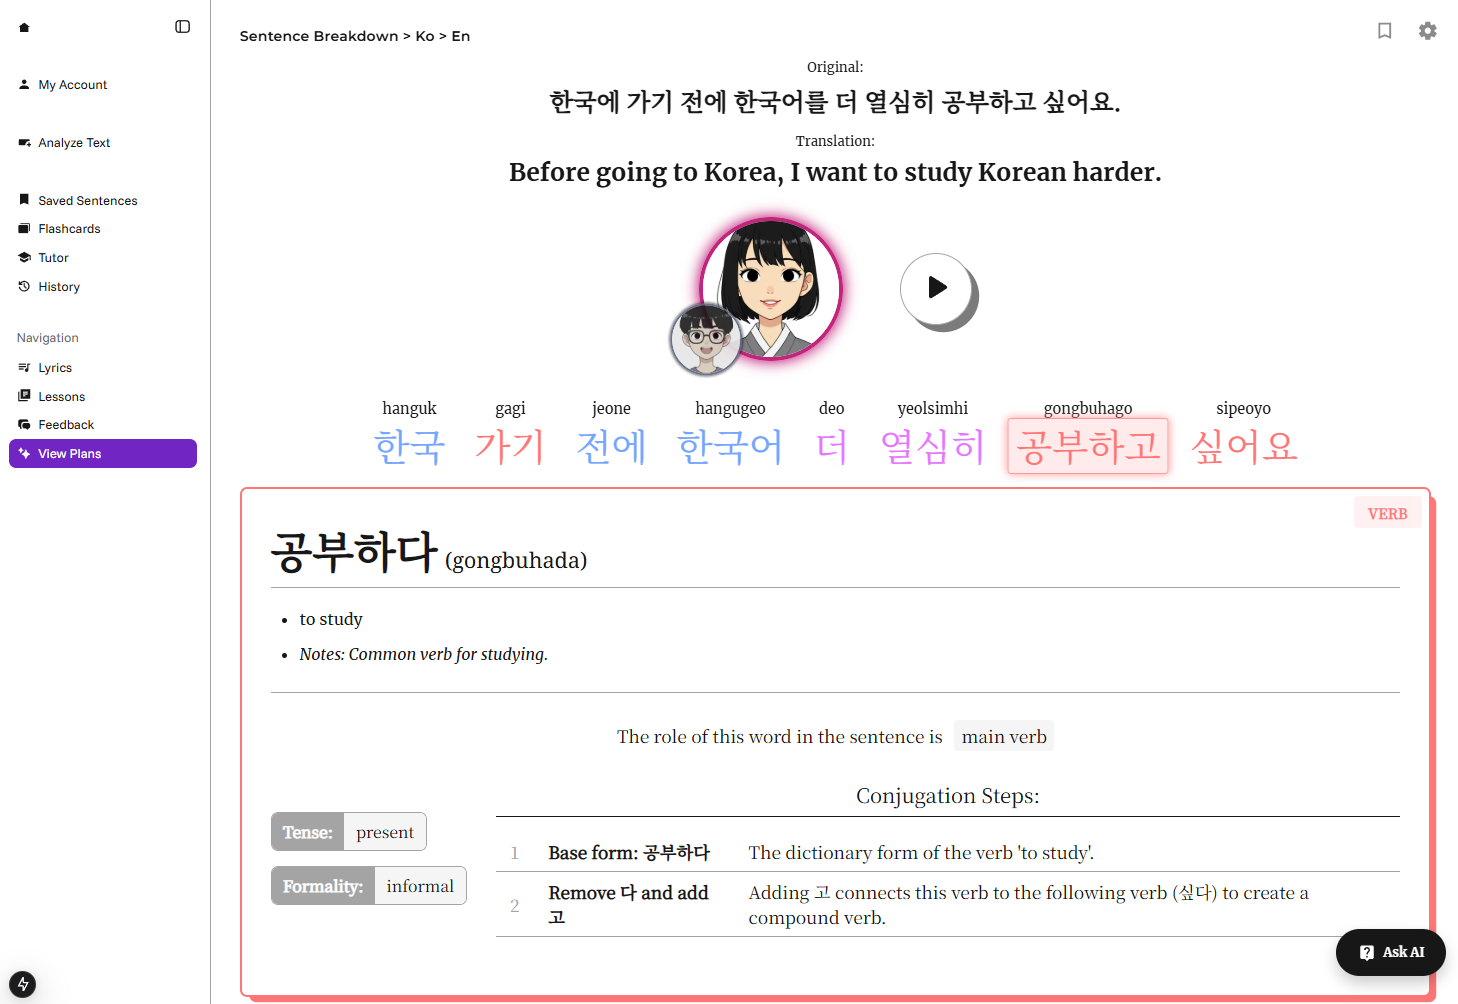 Sentence Breakdown > Ko > En
My Account
Analyze Text
Saved Sentences
Flashcards
Tutor
History
Navigation
Lyrics
Lessons
Feedback
View Plans
Original:
한국에 가기 전에 한국어를 더 열심히 공부하고 싶어요.
Translation:
Before going to Korea, I want to study Korean harder.
hanguk gagi jeone hangugeo deo yeolsimhi gongbuhago sipeoyo
한국 가기 전에 한국어 더 열심히 공부하고 싶어요
VERB
공부하다 (gongbuhada)
• to study
• Notes: Common verb for studying.
The role of this word in the sentence is main verb
Conjugation Steps:
Tense: present
Formality: informal
1 Base form: 공부하다 The dictionary form of the verb 'to study'.
2 Remove 다 and add 고 Adding 고 connects this verb to the following verb (싶다) to create a
compound verb.
Ask AI